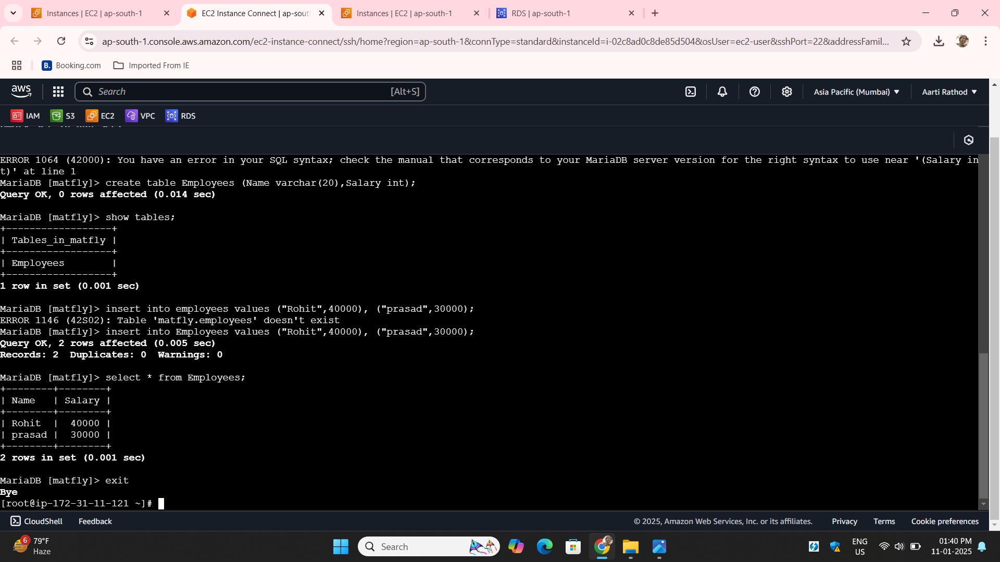 Instances | EC2 | ap-south-1
EC2 Instance Connect | ap-sout
Instances | EC2 | ap-south-1
RDS | ap-south-1
ap-south-1.console.aws.amazon.com/ec2-instance-connect/ssh/home?region=ap-south-1&connType=standard&instanceId=i-02c8ad0c8de85d504&osUser=ec2-user&sshPort=22&addressFamil...
B. Booking.com
Imported From IE
aws
Search [Alt+S]
Asia Pacific (Mumbai)
Aarti Rathod
IAM S3 EC2 VPC RDS
ERROR 1064 (42000): You have an error in your SQL syntax; check the manual that corresponds to your MariaDB server version for the right syntax to use near '(Salary in
t)' at line 1
MariaDB [matfly]> create table Employees (Name varchar(20),Salary int);
Query OK, 0 rows affected (0.014 sec)
MariaDB [matfly]> show tables;
+------------------+
| Tables_in_matfly |
+------------------+
| Employees        |
+------------------+
1 row in set (0.001 sec)
MariaDB [matfly]> insert into employees values ("Rohit",40000), ("prasad",30000);
ERROR 1146 (42S02): Table 'matfly.employees' doesn't exist
MariaDB [matfly]> insert into Employees values ("Rohit",40000), ("prasad",30000);
Query OK, 2 rows affected (0.005 sec)
Records: 2  Duplicates: 0  Warnings: 0
MariaDB [matfly]> select * from Employees;
+--------+--------+
| Name   | Salary |
+--------+--------+
| Rohit  |  40000 |
| prasad |  30000 |
+--------+--------+
2 rows in set (0.001 sec)
MariaDB [matfly]> exit
Bye
[root@ip-172-31-11-121 ~]#
CloudShell Feedback
© 2025, Amazon Web Services, Inc. or its affiliates. Privacy Terms Cookie preferences
6
79°F
Haze
Search
ENG
US
01:40 PM
11-01-2025